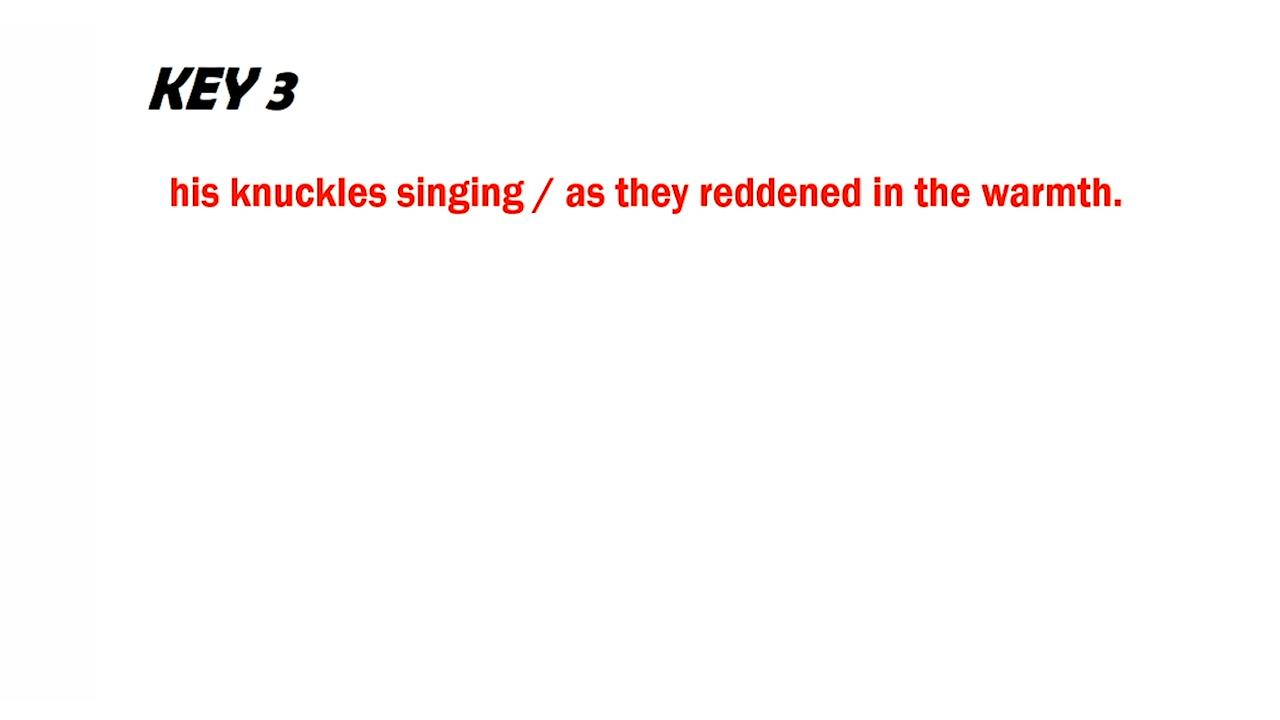 KEY 3
his knuckles singing / as they reddened in the warmth.